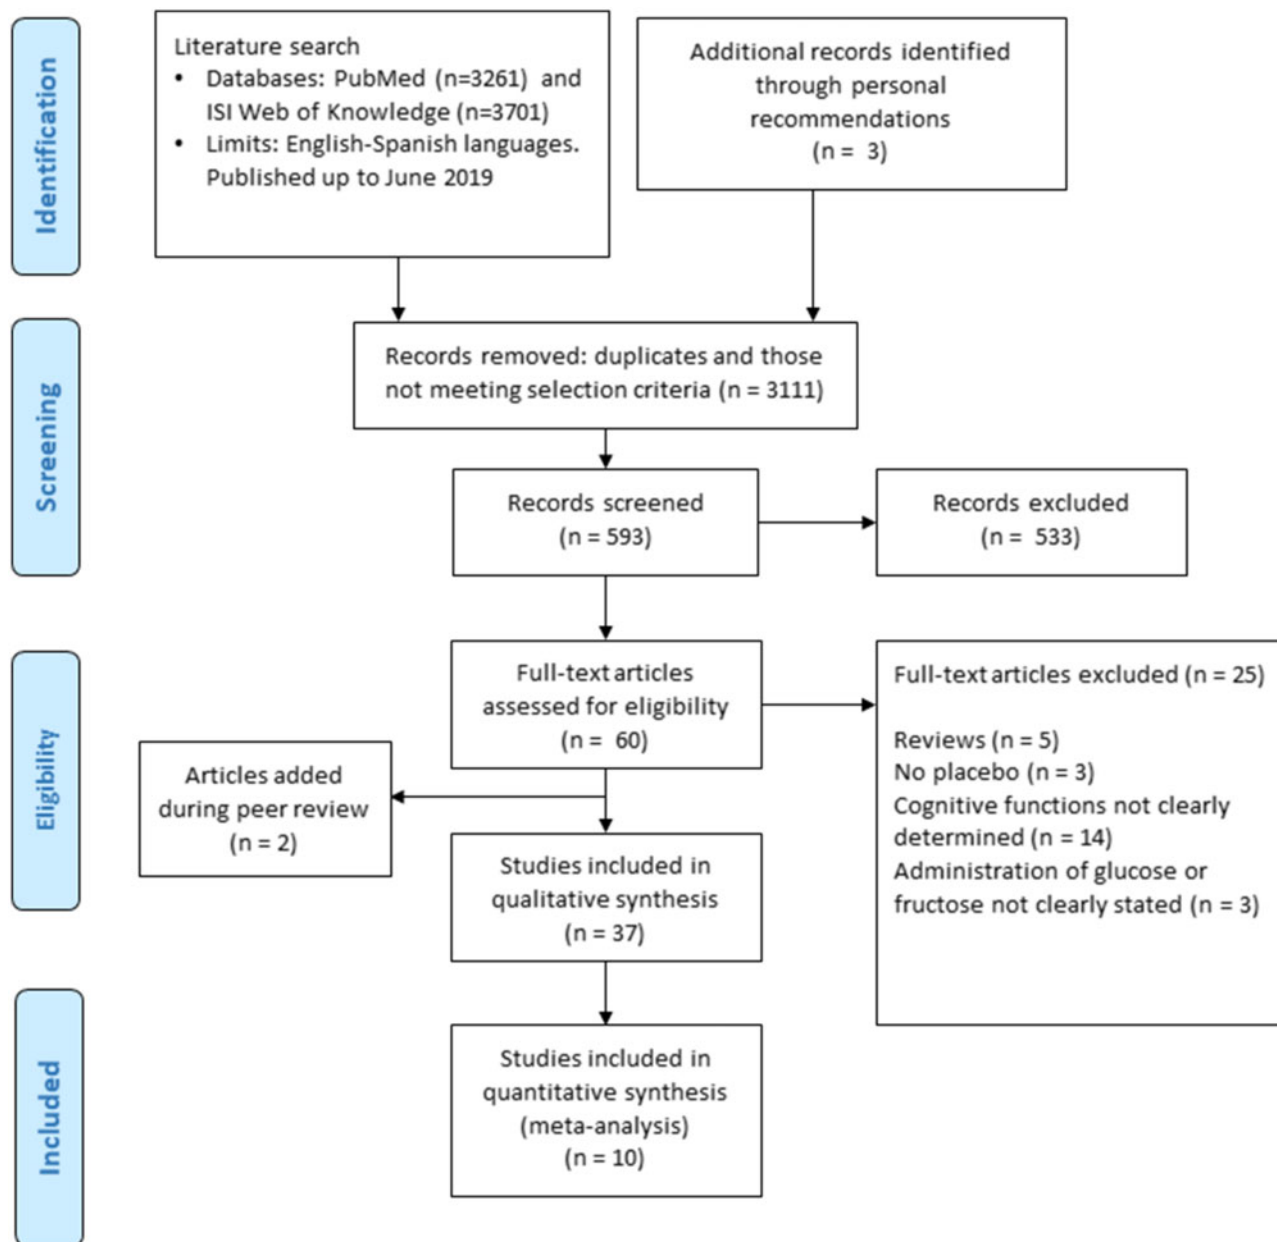 Identification
Literature search
• Databases: PubMed (n=3261) and
ISI Web of Knowledge (n=3701)
• Limits: English-Spanish languages.
Published up to June 2019
Additional records identified
through personal
recommendations
(n = 3)
Screening
Records removed: duplicates and those
not meeting selection criteria (n = 3111)
Records screened
(n = 593)
Records excluded
(n = 533)
Eligibility
Full-text articles
assessed for eligibility
(n = 60)
Full-text articles excluded (n = 25)
Reviews (n = 5)
No placebo (n = 3)
Cognitive functions not clearly
determined (n = 14)
Administration of glucose or
fructose not clearly stated (n = 3)
Articles added
during peer review
(n = 2)
Studies included in
qualitative synthesis
(n = 37)
Included
Studies included in
quantitative synthesis
(meta-analysis)
(n = 10)